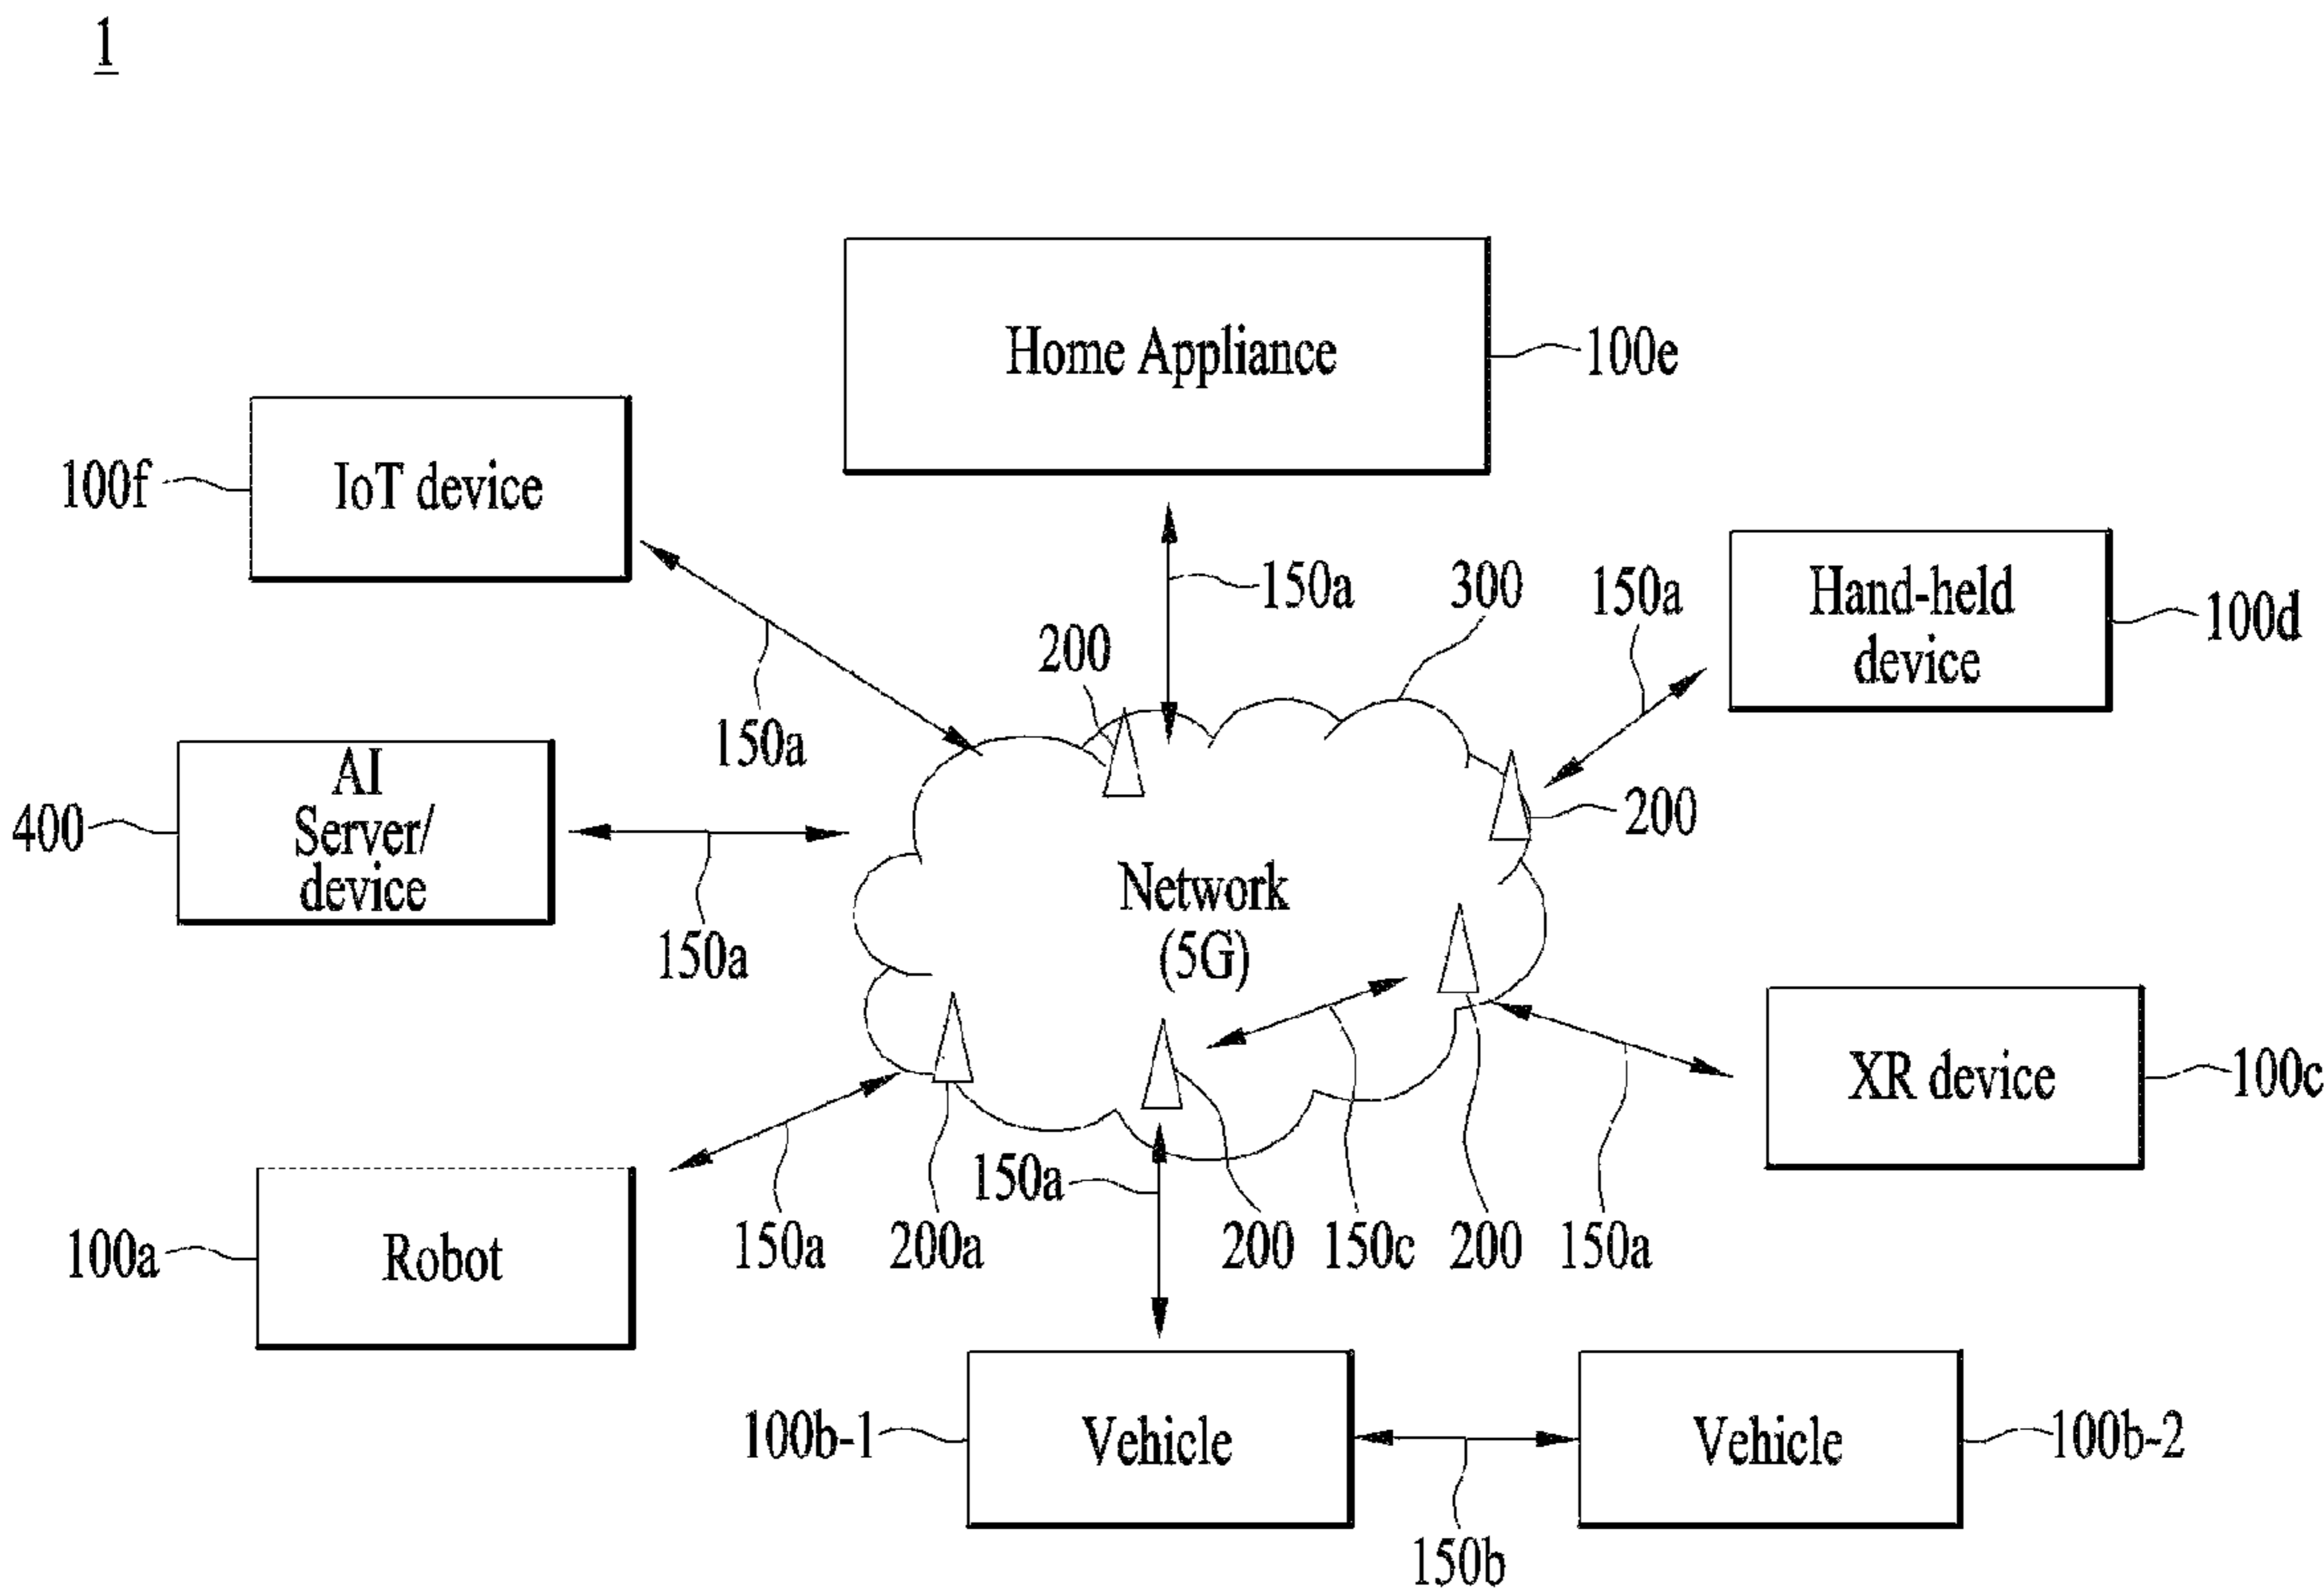 1
Home Appliance
100e
IoT device
100f
150a
300
150a
Hand-held
device
100d
200
150a
AI
Server/
device
400
200
Network
(5G)
150a
XR device
100c
150a
Robot
100a
150a
200a
200
150c
200
150a
100b-1
Vehicle
Vehicle
100b-2
150b